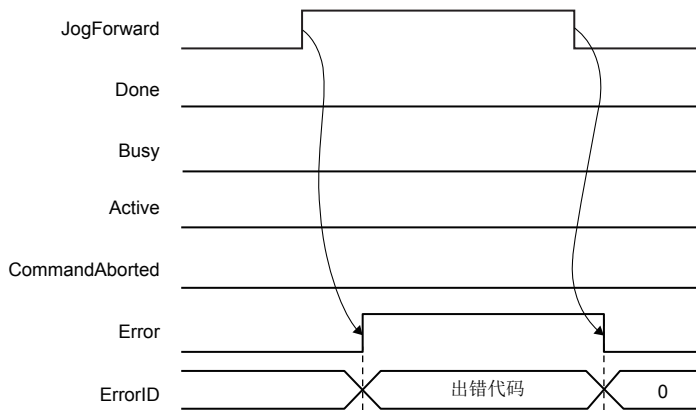 JogForward
Done
Busy
Active
CommandAborted
Error
ErrorID 出错代码 0